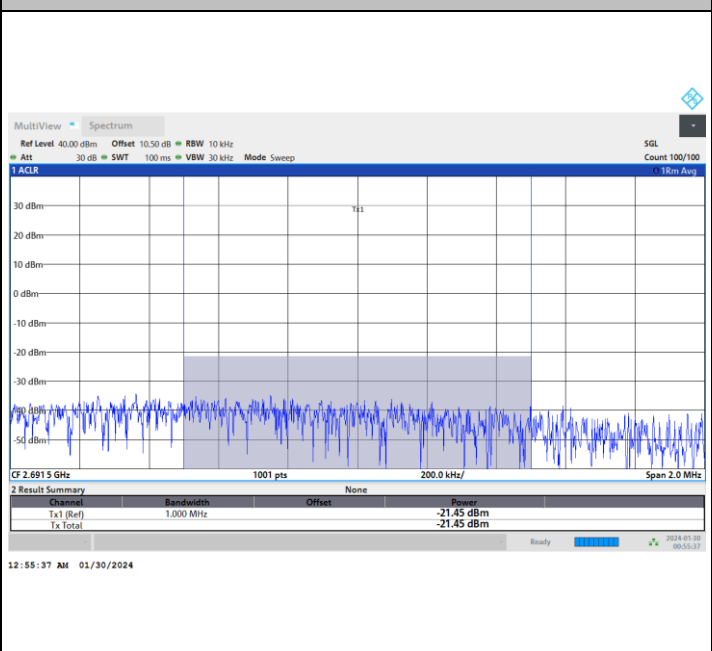 MultiView Spectrum
Ref Level 40.00 dBm Offset 10.50 dB RBW 10 kHz SGL
Att 30 dB SWT 100 ms VBW 30 kHz Mode Sweep Count 100/100
1 ACLR 1Rm Avg
30 dBm
Tx1
20 dBm
10 dBm
0 dBm
-10 dBm
-20 dBm
-30 dBm
-40 dBm
-50 dBm
CF 2.691 5 GHz 1001 pts 200.0 kHz/ Span 2.0 MHz
2 Result Summary None
Channel Bandwidth Offset Power
Tx1 (Ref) 1.000 MHz -21.45 dBm
Tx Total -21.45 dBm
Ready 2024-01-30
00:55:37
12:55:37 AM 01/30/2024